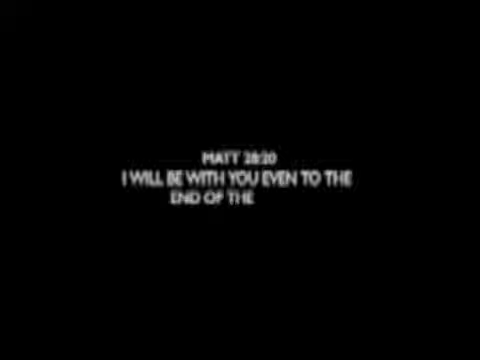 MATT 28:20
I WILL BE WITH YOU EVEN TO THE
END OF THE